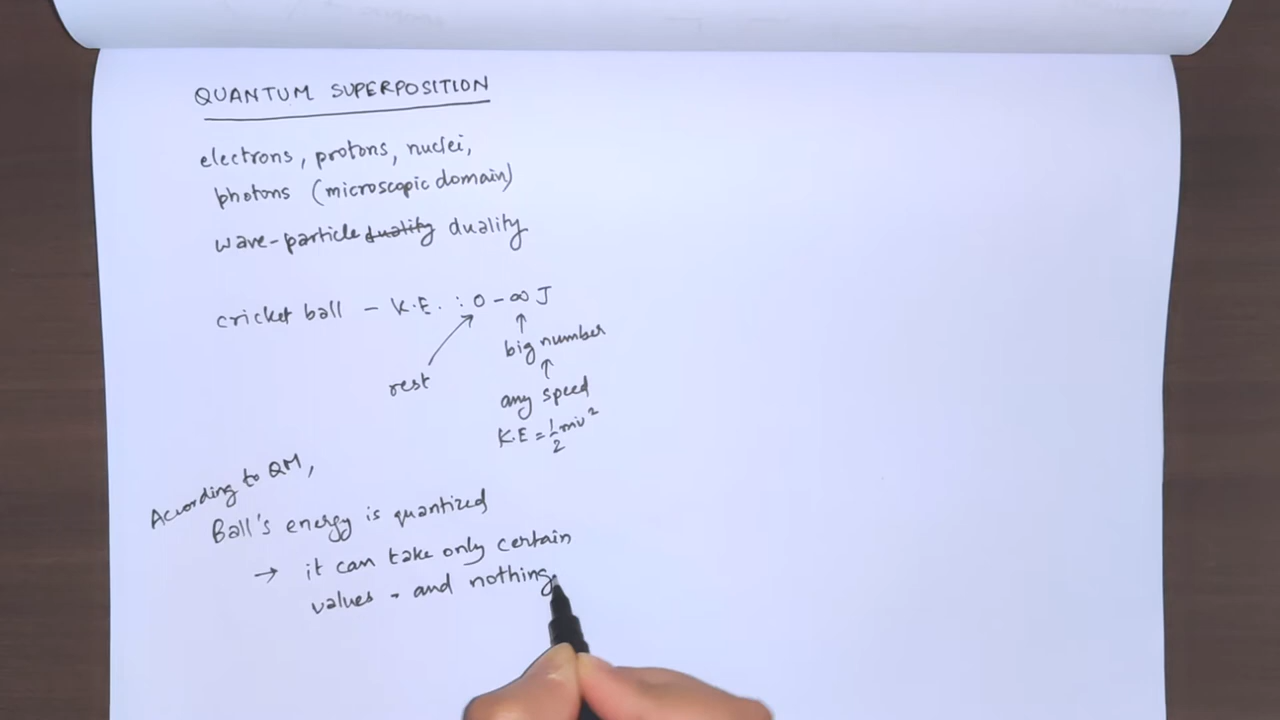 QUANTUM SUPERPOSITION
electrons, protons, nuclei,
photons (microscopic domain)
wave-particle duality duality
cricket ball - K.E. : 0 - ∞ J
rest
big number
any speed
K.E = 1/2 mv²
According to QM,
Ball's energy is quantized
→ it can take only certain
values - and nothing